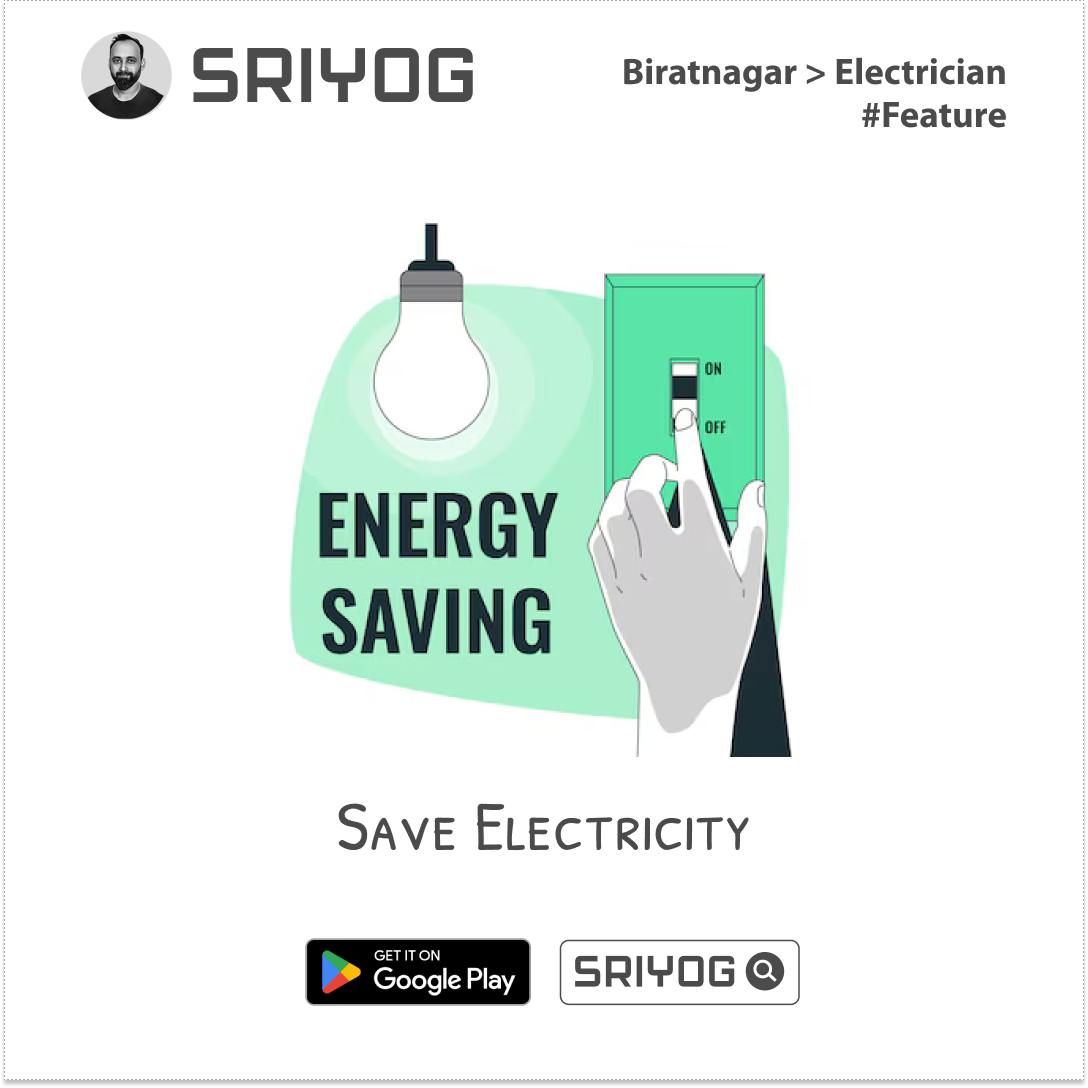 SRIYOG
Biratnagar > Electrician
#Feature
ON
OFF
ENERGY
SAVING
Save Electricity
GET IT ON
Google Play
SRIYOG